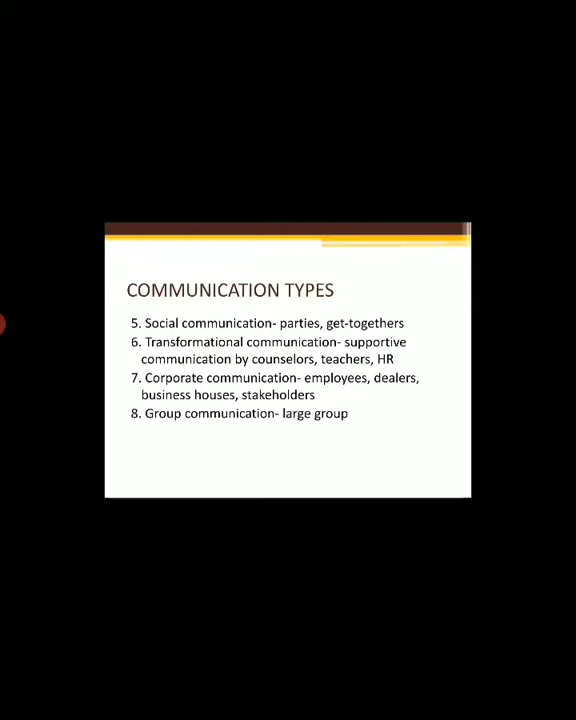 COMMUNICATION TYPES
5. Social communication- parties, get-togethers
6. Transformational communication- supportive
communication by counselors, teachers, HR
7. Corporate communication- employees, dealers,
business houses, stakeholders
8. Group communication- large group